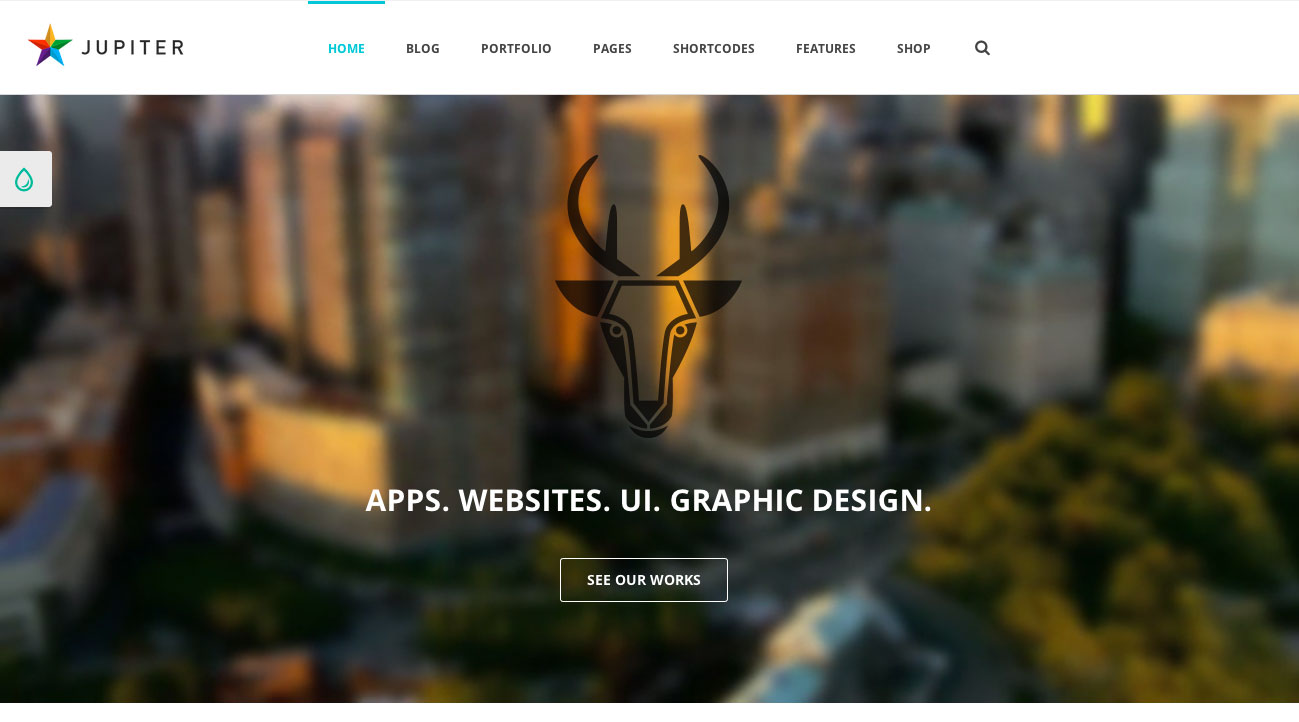 JUPITER
HOME BLOG PORTFOLIO PAGES SHORTCODES FEATURES SHOP
APPS. WEBSITES. UI. GRAPHIC DESIGN.
SEE OUR WORKS